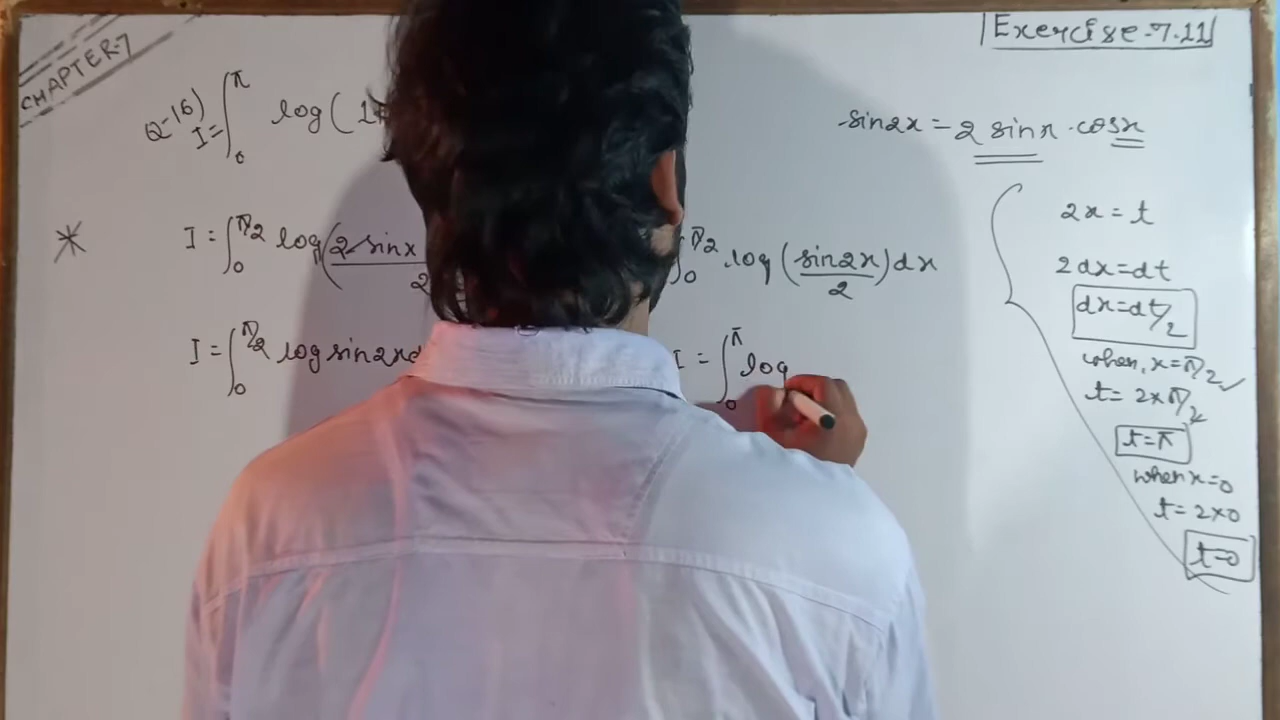 CHAPTER-7
Exercise-7.11
Q-16) I = ∫₀^π log(1+
sin2x = 2 sinx · cosx
I = ∫₀^π/2 log(2 sinx / 2
∫₀^π/2 log(sin2x / 2) dx
I = ∫₀^π/2 log sin2x d
I = ∫₀^π log
2x = t
2dx = dt
dx = dt/2
when, x = π/2 ✓
t = 2×π/2
t = π
when x = 0
t = 2×0
t = 0